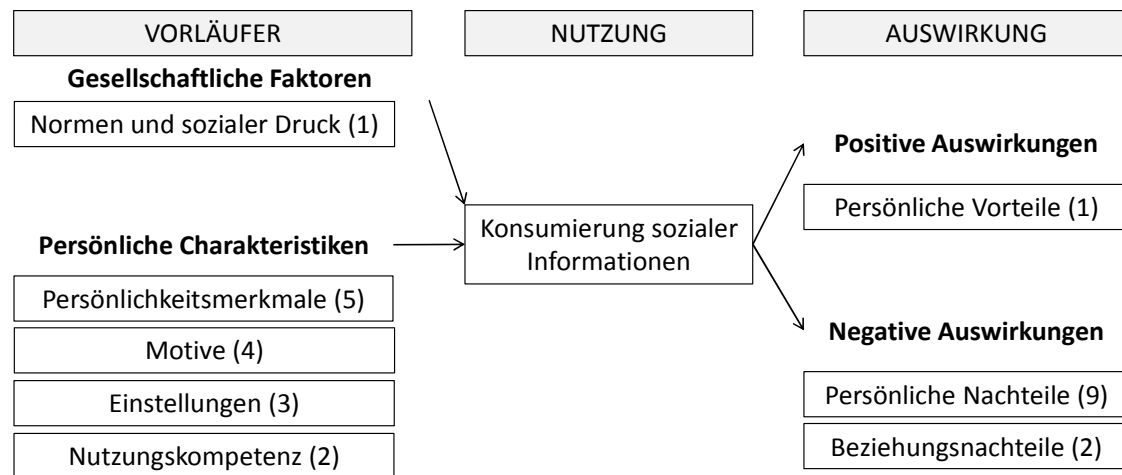 VORLÄUFER
Gesellschaftliche Faktoren
Normen und sozialer Druck (1)
Persönliche Charakteristiken
Persönlichkeitsmerkmale (5)
Motive (4)
Einstellungen (3)
Nutzungskompetenz (2)
NUTZUNG
Konsumierung sozialer
Informationen
AUSWIRKUNG
Positive Auswirkungen
Persönliche Vorteile (1)
Negative Auswirkungen
Persönliche Nachteile (9)
Beziehungsnachteile (2)